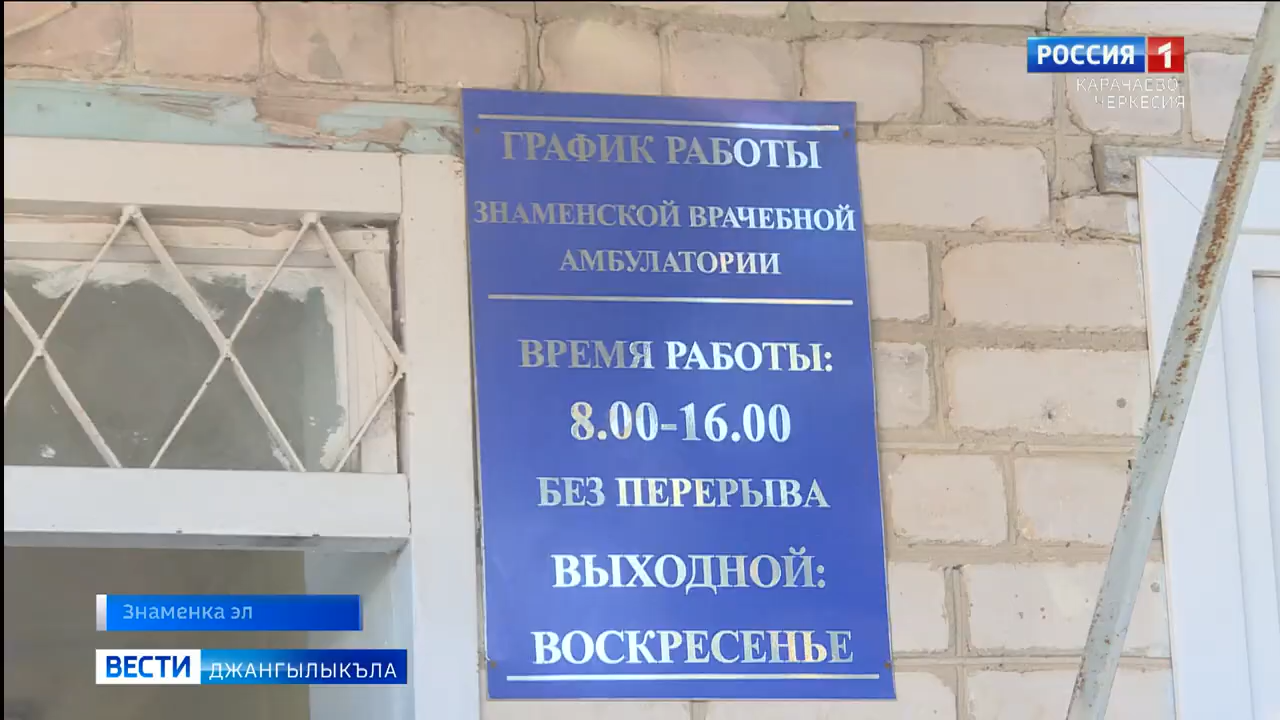 РОССИЯ 1
КАРАЧАЕВО
ЧЕРКЕСИЯ
ГРАФИК РАБОТЫ
ЗНАМЕНСКОЙ ВРАЧЕБНОЙ
АМБУЛАТОРИИ
ВРЕМЯ РАБОТЫ:
8.00-16.00
БЕЗ ПЕРЕРЫВА
ВЫХОДНОЙ:
ВОСКРЕСЕНЬЕ
Знаменка эл
ВЕСТИ ДЖАНГЫЛЫКЪЛА